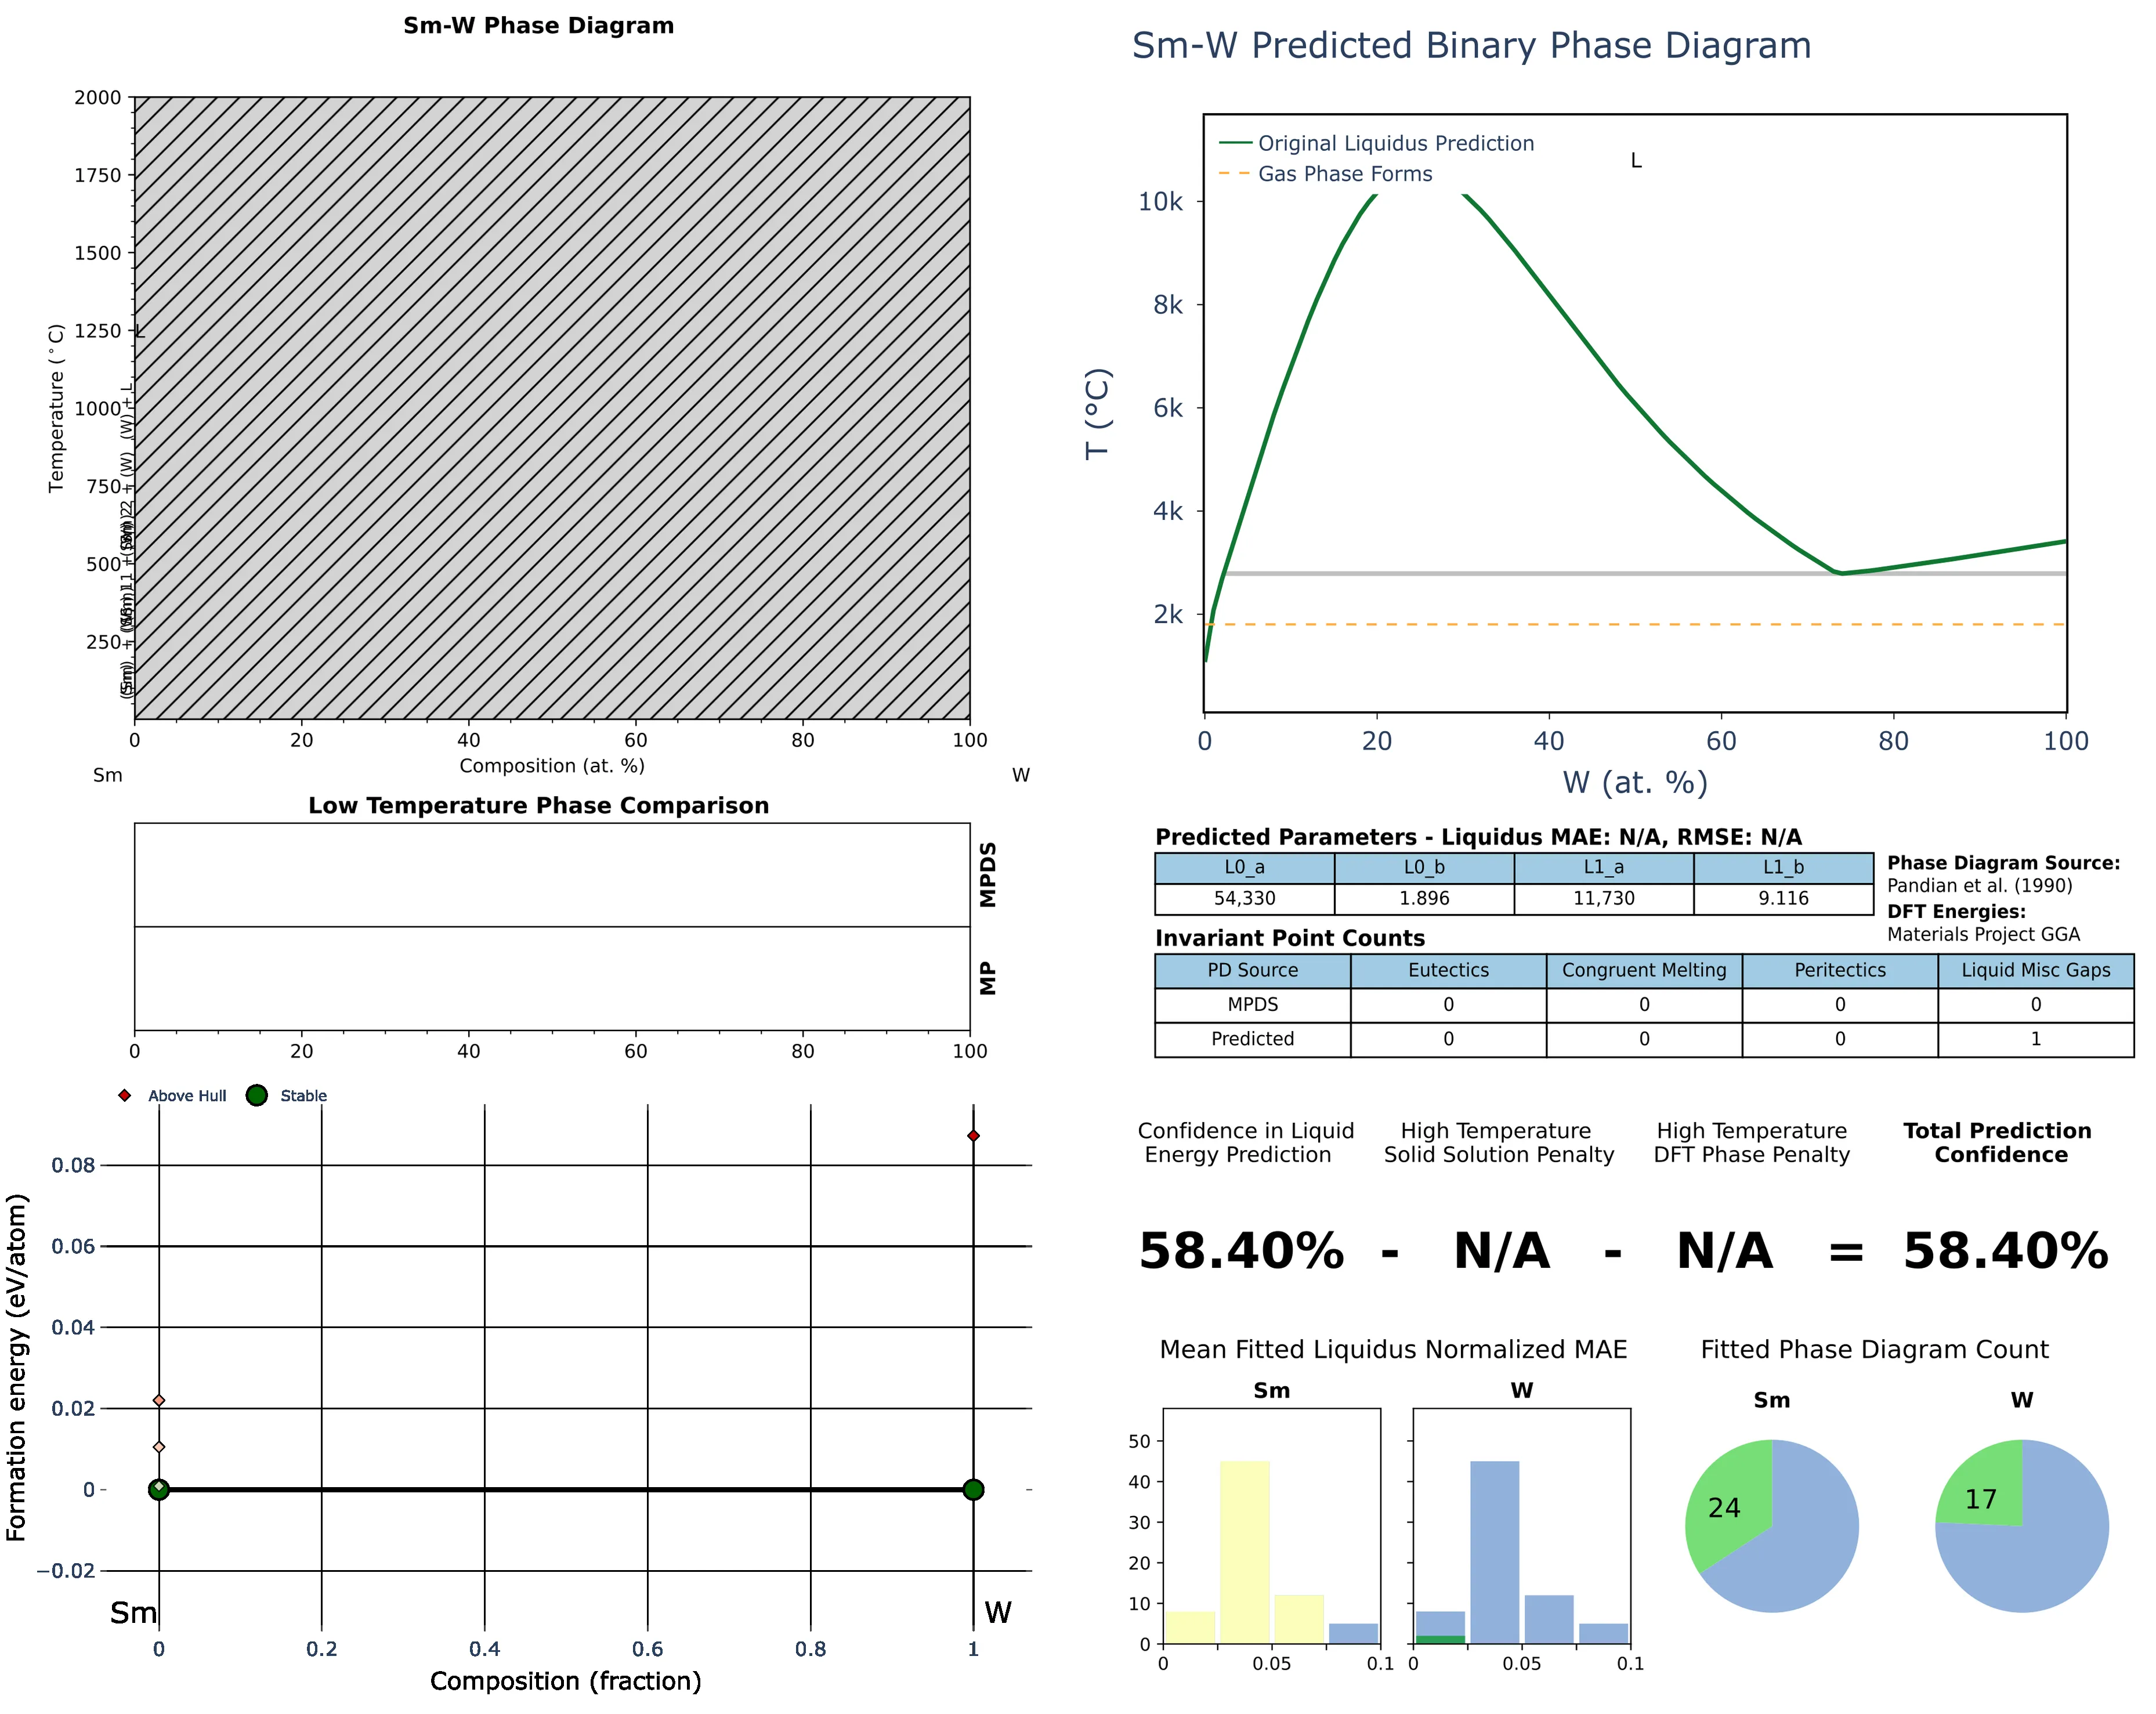 Sm-W Phase Diagram
2000
1750
1500
1250
1000
750
500
250
Temperature (°C)
L
(W) + L
0 20 40 60 80 100
Composition (at. %)
Sm W
Low Temperature Phase Comparison
MPDS
MP
0 20 40 60 80 100
Above Hull Stable
0.08
0.06
0.04
0.02
0
−0.02
Formation energy (eV/atom)
Sm W
0 0.2 0.4 0.6 0.8 1
Composition (fraction)
Sm-W Predicted Binary Phase Diagram
Original Liquidus Prediction
Gas Phase Forms
L
10k
8k
6k
4k
2k
T (°C)
0 20 40 60 80 100
W (at. %)
Predicted Parameters - Liquidus MAE: N/A, RMSE: N/A
L0_a L0_b L1_a L1_b
54,330 1.896 11,730 9.116
Phase Diagram Source:
Pandian et al. (1990)
DFT Energies:
Materials Project GGA
Invariant Point Counts
PD Source Eutectics Congruent Melting Peritectics Liquid Misc Gaps
MPDS 0 0 0 0
Predicted 0 0 0 1
Confidence in Liquid
Energy Prediction
High Temperature
Solid Solution Penalty
High Temperature
DFT Phase Penalty
Total Prediction
Confidence
58.40% - N/A - N/A = 58.40%
Mean Fitted Liquidus Normalized MAE
Sm W
50
40
30
20
10
0
0 0.05 0.1 0 0.05 0.1
Fitted Phase Diagram Count
Sm W
24 17